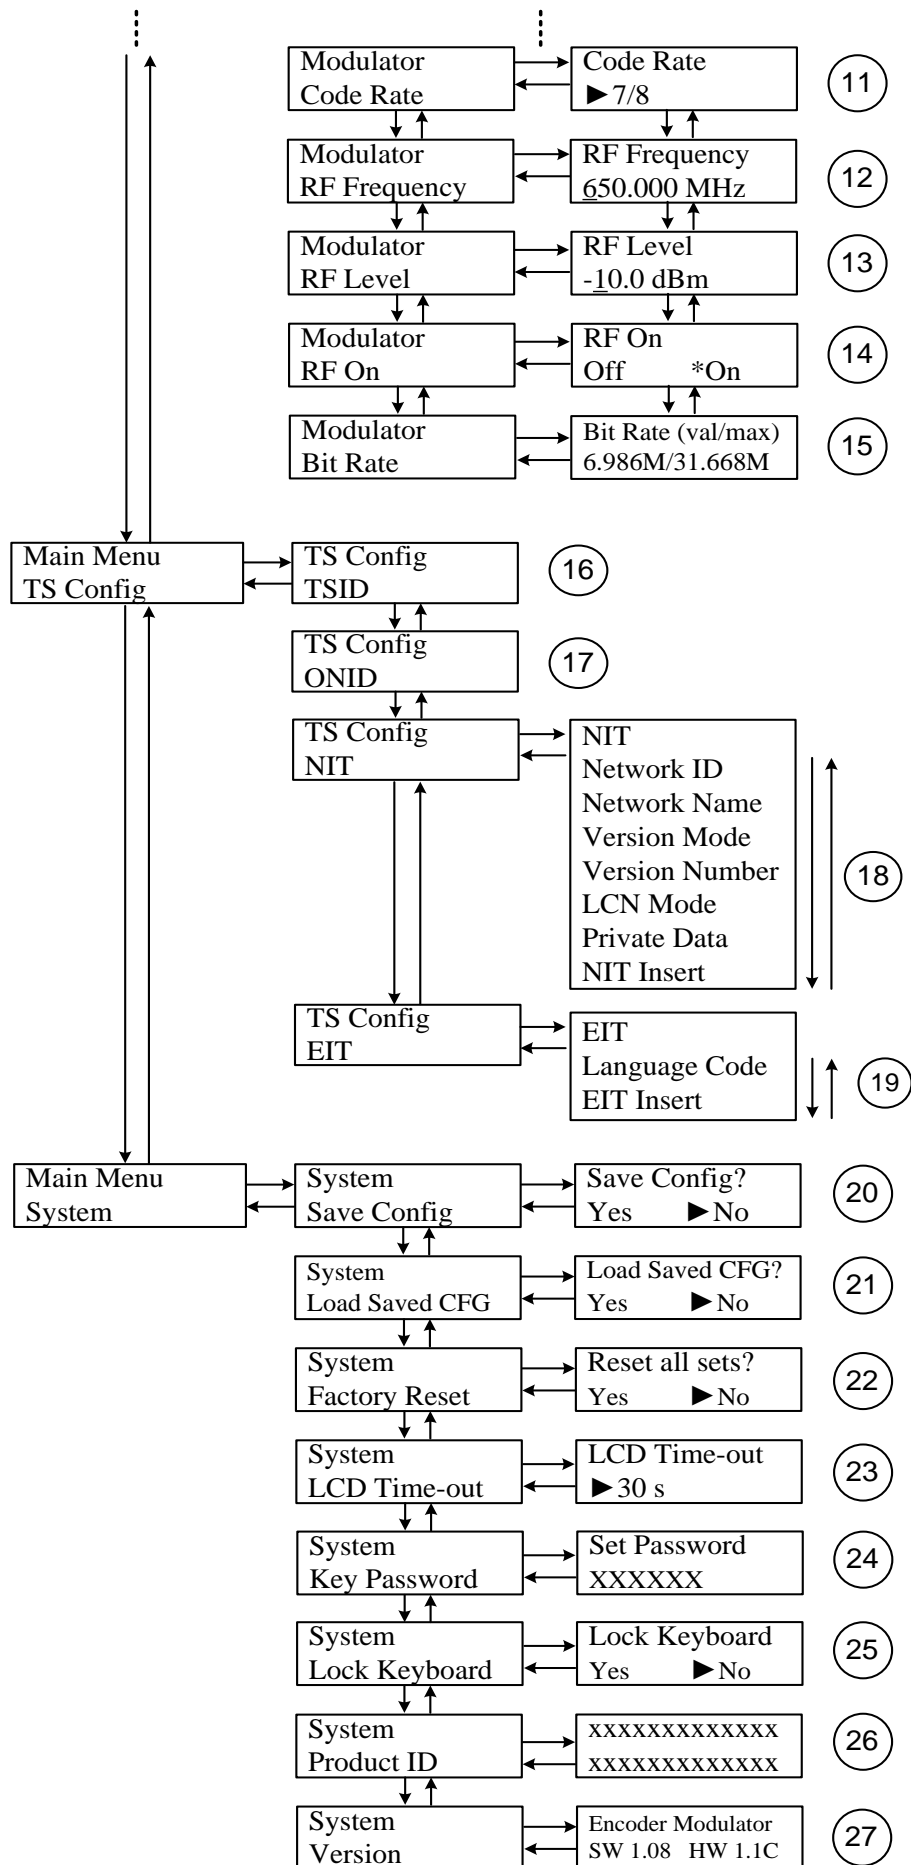 Modulator
Code Rate
Code Rate
►7/8
11
Modulator
RF Frequency
RF Frequency
650.000 MHz
12
Modulator
RF Level
RF Level
-10.0 dBm
13
Modulator
RF On
RF On
Off *On
14
Modulator
Bit Rate
Bit Rate (val/max)
6.986M/31.668M
15
Main Menu
TS Config
TS Config
TSID
16
TS Config
ONID
17
TS Config
NIT
NIT
Network ID
Network Name
Version Mode
Version Number
LCN Mode
Private Data
NIT Insert
18
TS Config
EIT
EIT
Language Code
EIT Insert
19
Main Menu
System
System
Save Config
Save Config?
Yes ►No
20
System
Load Saved CFG
Load Saved CFG?
Yes ►No
21
System
Factory Reset
Reset all sets?
Yes ►No
22
System
LCD Time-out
LCD Time-out
►30 s
23
System
Key Password
Set Password
XXXXXX
24
System
Lock Keyboard
Lock Keyboard
Yes ►No
25
System
Product ID
xxxxxxxxxxxxx
xxxxxxxxxxxxx
26
System
Version
Encoder Modulator
SW 1.08 HW 1.1C
27